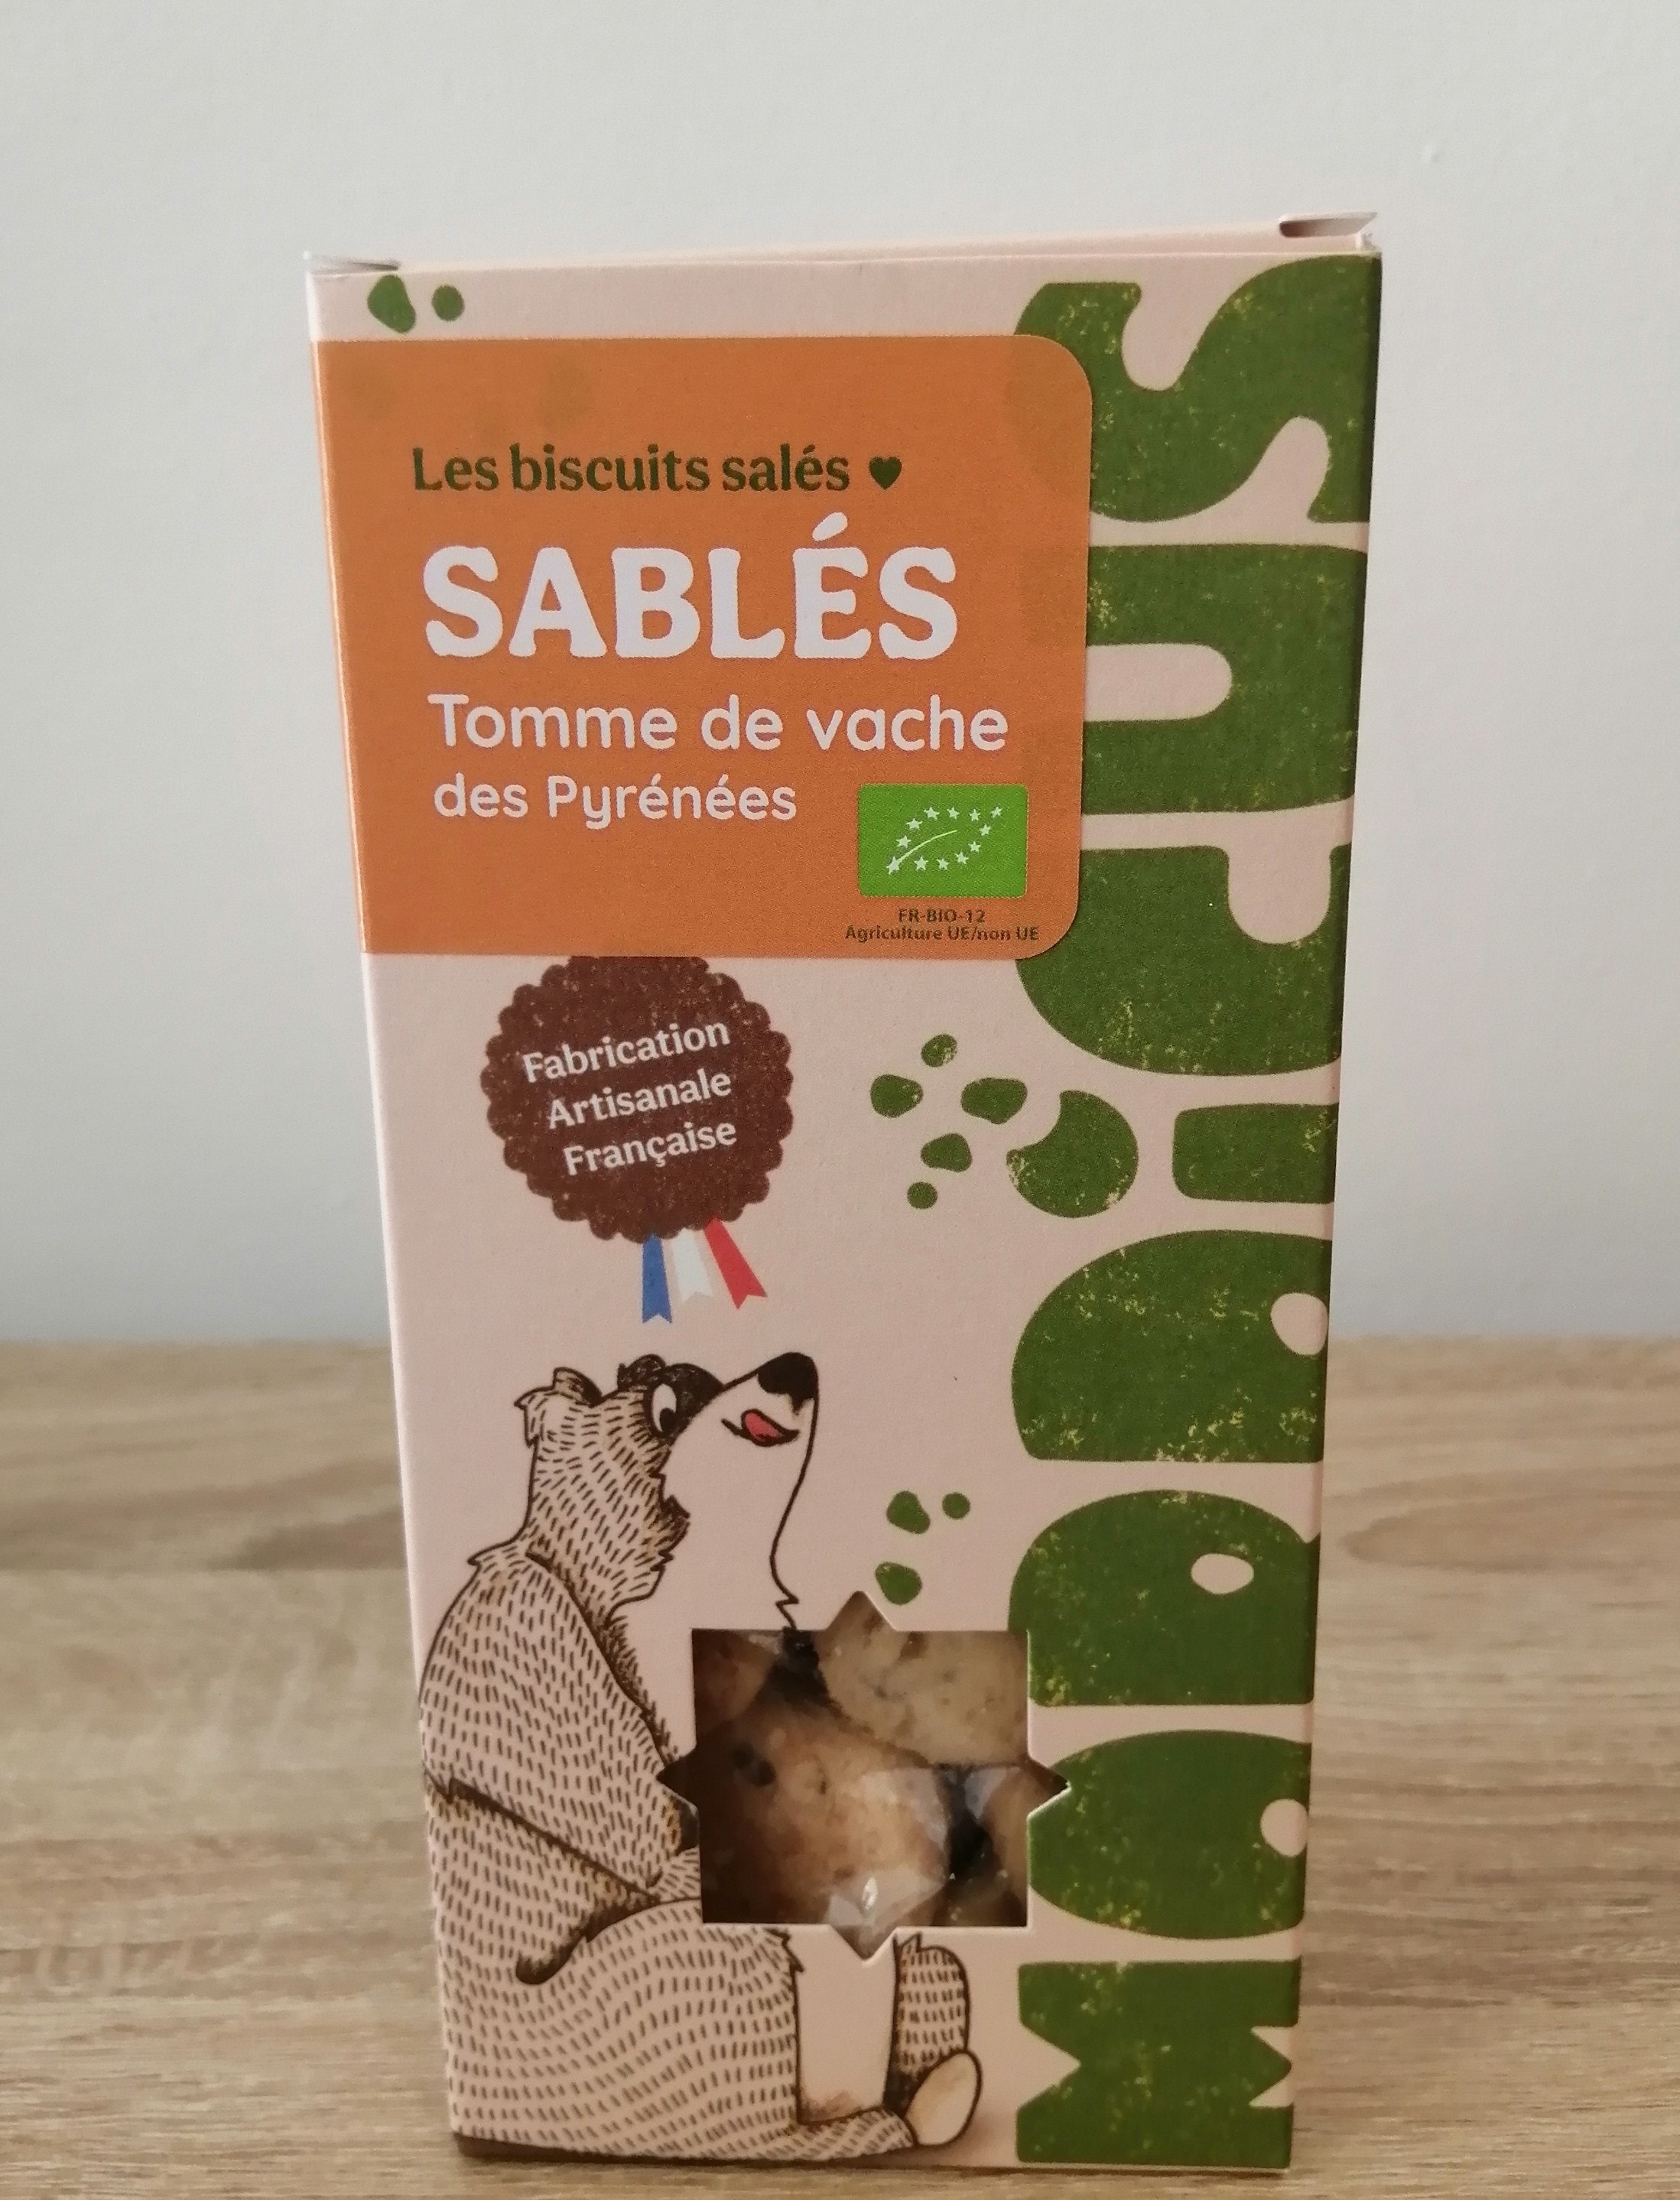 Les biscuits salés
SABLÉS
Tomme de vache
des Pyrénées
FR-BIO-12
Agriculture UE/non UE
Fabrication
Artisanale
Française